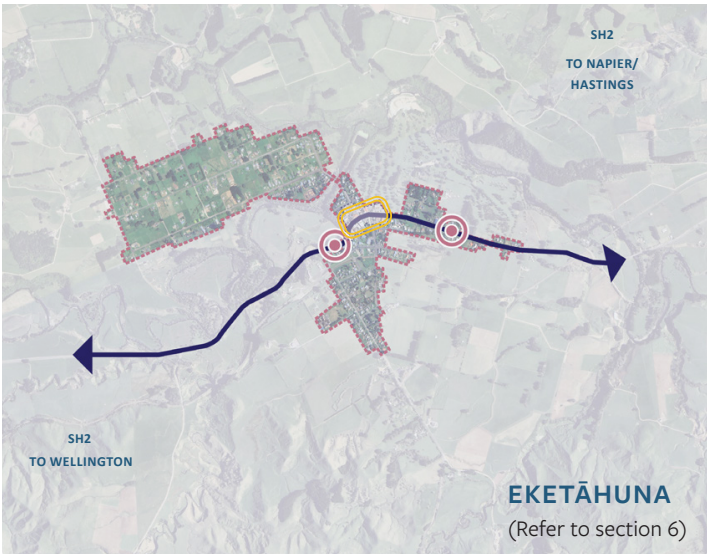 SH2
TO NAPIER/
HASTINGS
SH2
TO WELLINGTON
EKETĀHUNA
(Refer to section 6)